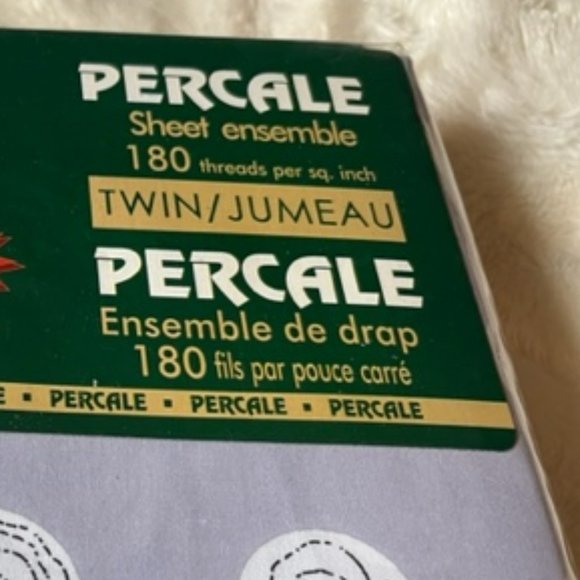 PERCALE
Sheet ensemble
180 threads per sq. inch
TWIN/JUMEAU
PERCALE
Ensemble de drap
180 fils par pouce carré
▪ PERCALE ▪ PERCALE ▪ PERCALE